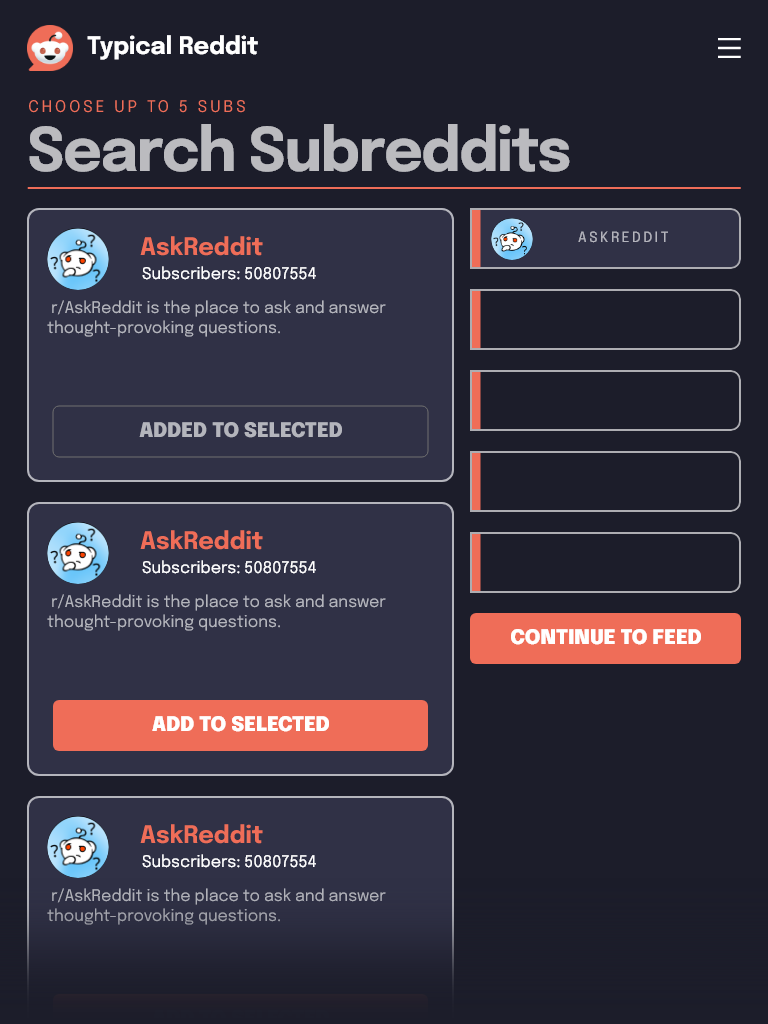 Typical Reddit
CHOOSE UP TO 5 SUBS
Search Subreddits
AskReddit
Subscribers: 50807554
r/AskReddit is the place to ask and answer
thought-provoking questions.
ADDED TO SELECTED
AskReddit
Subscribers: 50807554
r/AskReddit is the place to ask and answer
thought-provoking questions.
ADD TO SELECTED
AskReddit
Subscribers: 50807554
r/AskReddit is the place to ask and answer
thought-provoking questions.
ASKREDDIT
CONTINUE TO FEED